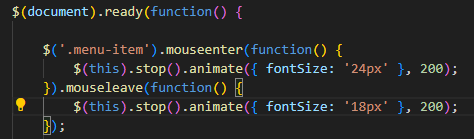 $(document).ready(function() {
$('.menu-item').mouseenter(function() {
$(this).stop().animate({ fontSize: '24px' }, 200);
}).mouseleave(function() {
$(this).stop().animate({ fontSize: '18px' }, 200);
});